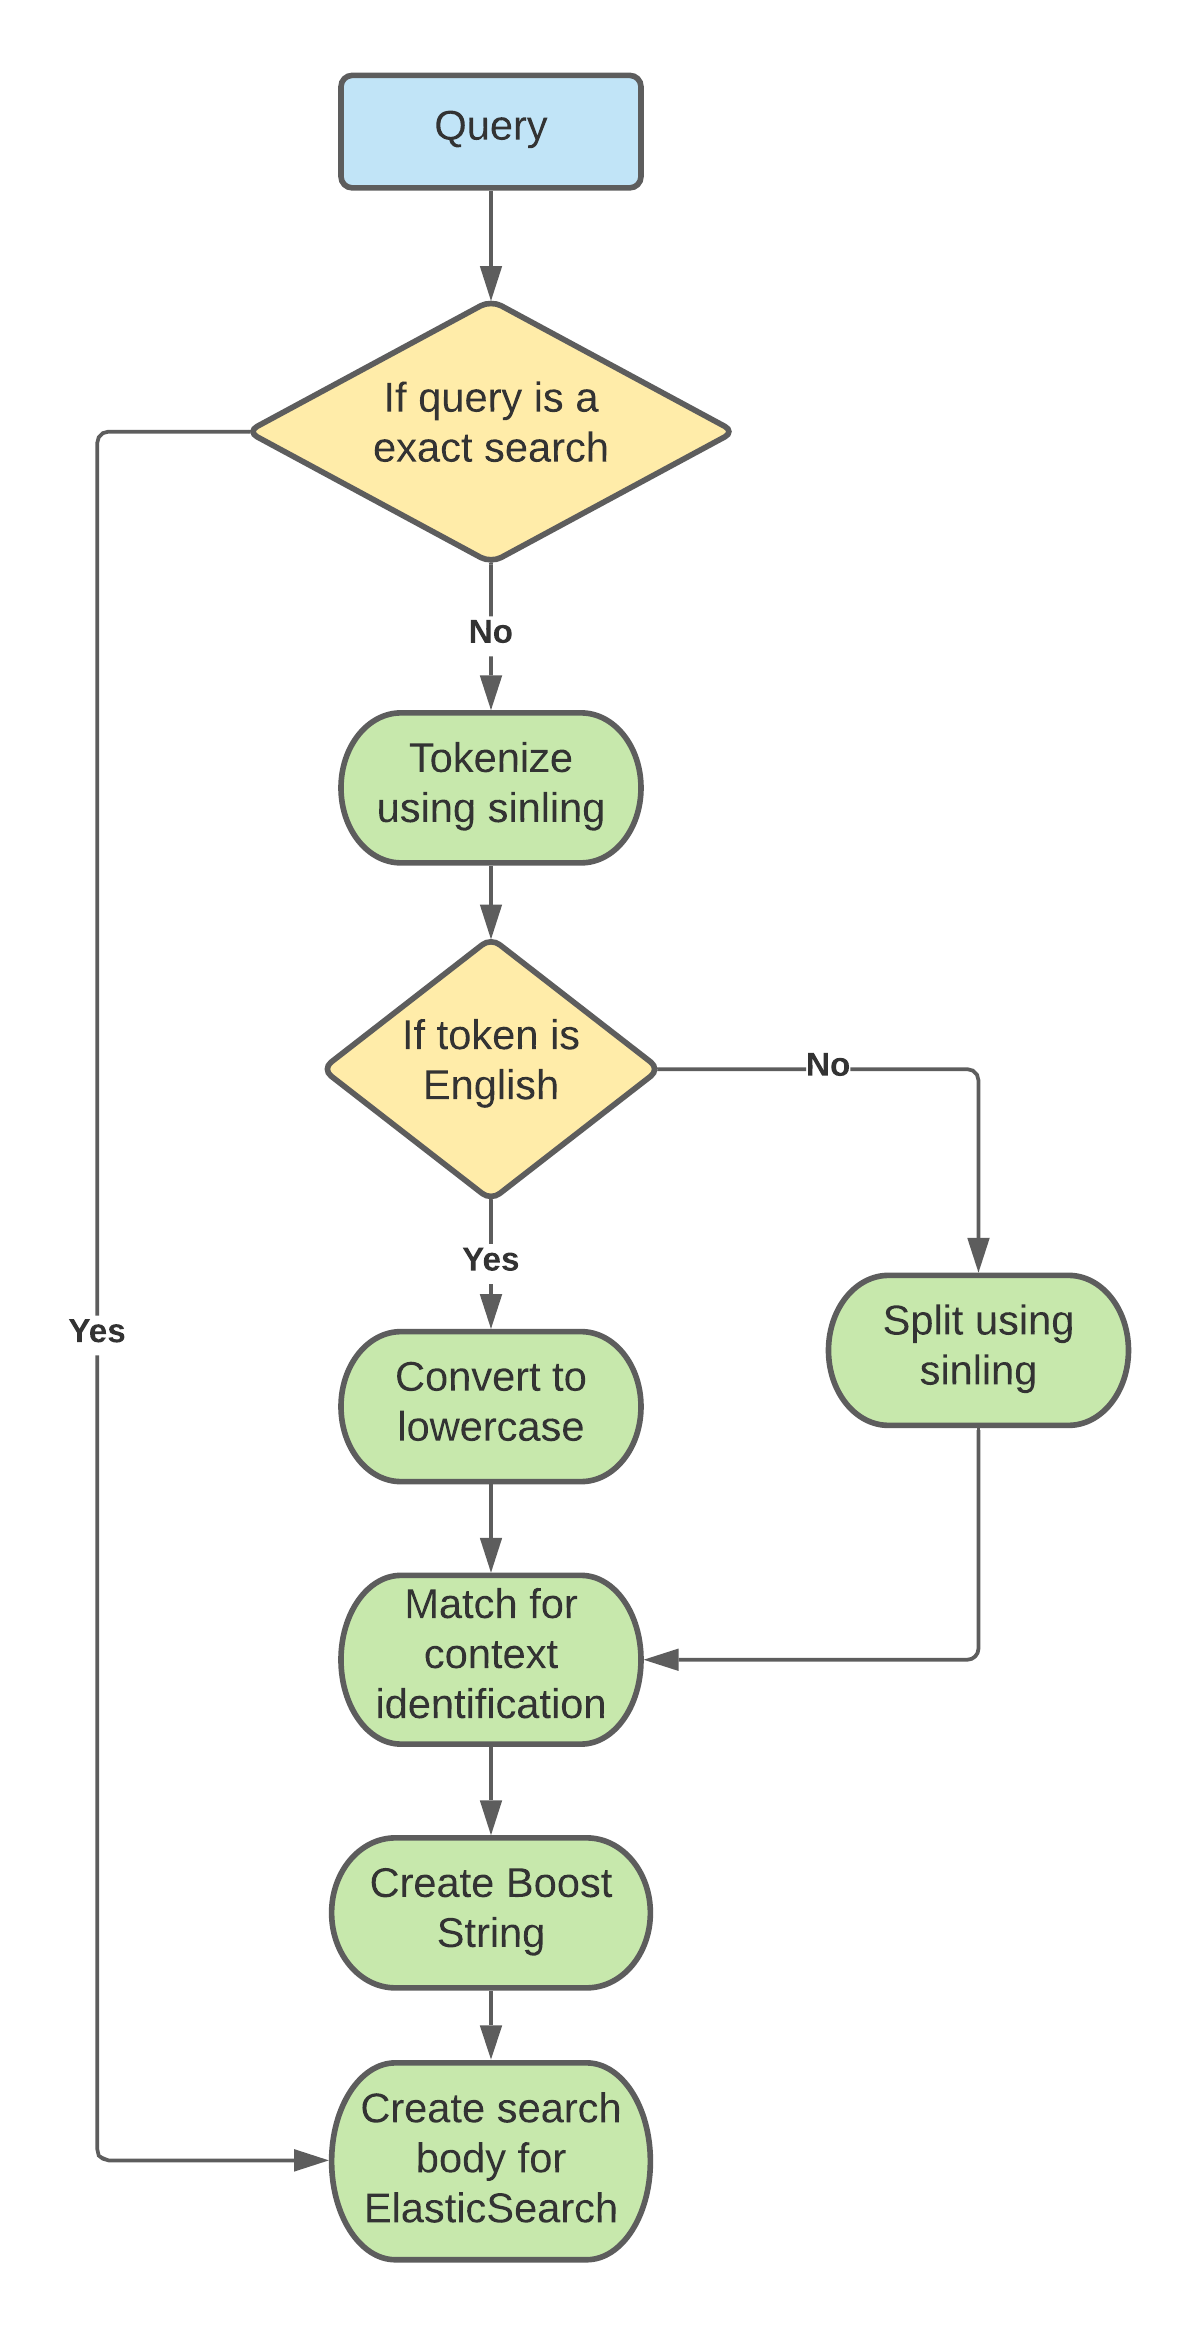 Query
If query is a
exact search
No
Tokenize
using sinling
If token is
English
No
Yes
Split using
sinling
Yes
Convert to
lowercase
Match for
context
identification
Create Boost
String
Create search
body for
ElasticSearch